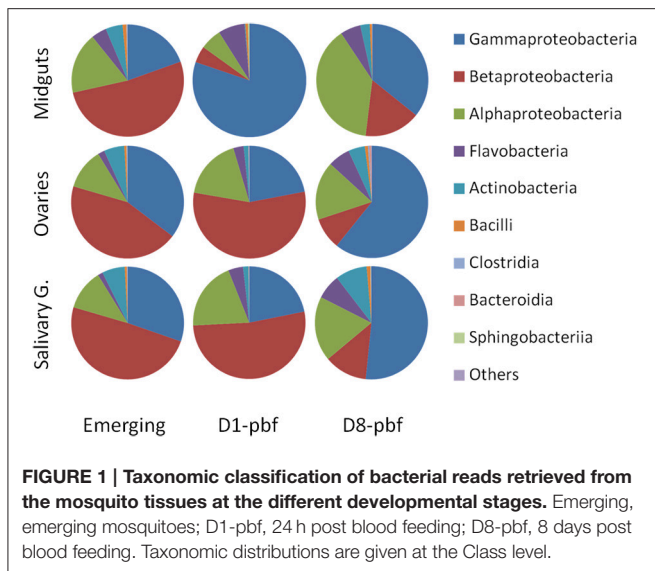 Midguts
Ovaries
Salivary G.
Emerging
D1-pbf
D8-pbf
Gammaproteobacteria
Betaproteobacteria
Alphaproteobacteria
Flavobacteria
Actinobacteria
Bacilli
Clostridia
Bacteroidia
Sphingobacteriia
Others
FIGURE 1 | Taxonomic classification of bacterial reads retrieved from
the mosquito tissues at the different developmental stages. Emerging,
emerging mosquitoes; D1-pbf, 24 h post blood feeding; D8-pbf, 8 days post
blood feeding. Taxonomic distributions are given at the Class level.